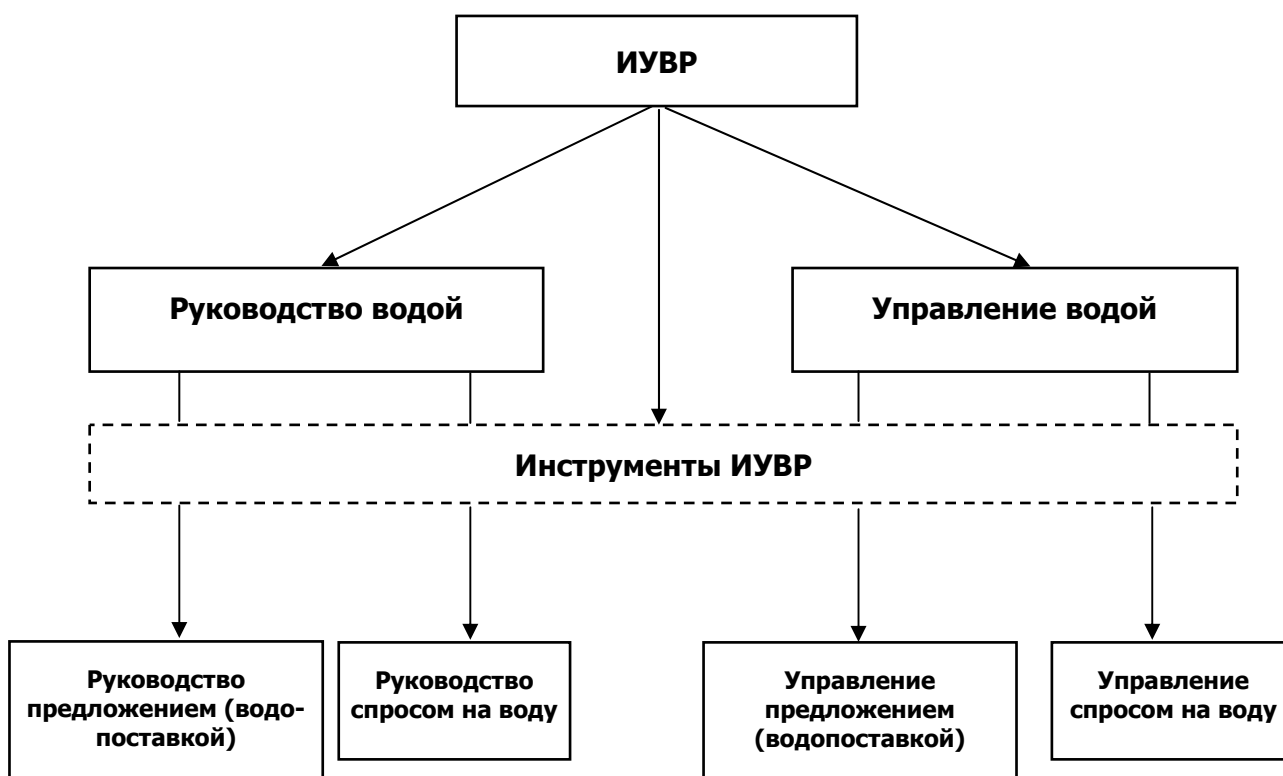 ИУВР
Руководство водой
Управление водой
Инструменты ИУВР
Руководство
предложением (водо-
поставкой)
Руководство
спросом на воду
Управление
предложением
(водопоставкой)
Управление
спросом на воду